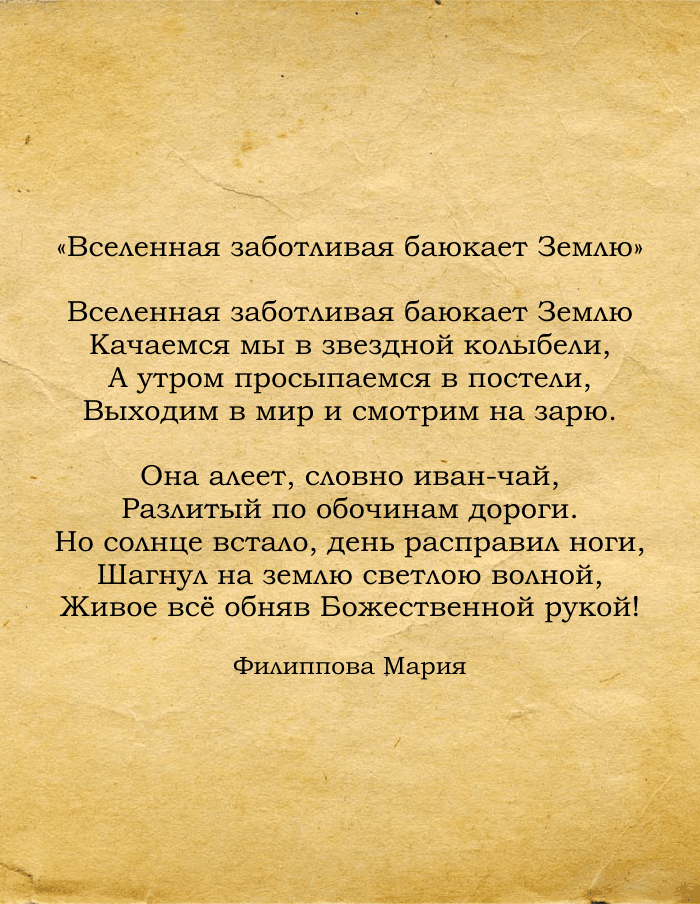 «Вселенная заботливая баюкает Землю»
Вселенная заботливая баюкает Землю
Качаемся мы в звездной колыбели,
А утром просыпаемся в постели,
Выходим в мир и смотрим на зарю.
Она алеет, словно иван-чай,
Разлитый по обочинам дороги.
Но солнце встало, день расправил ноги,
Шагнул на землю светлою волной,
Живое всё обняв Божественной рукой!
Филиппова Мария